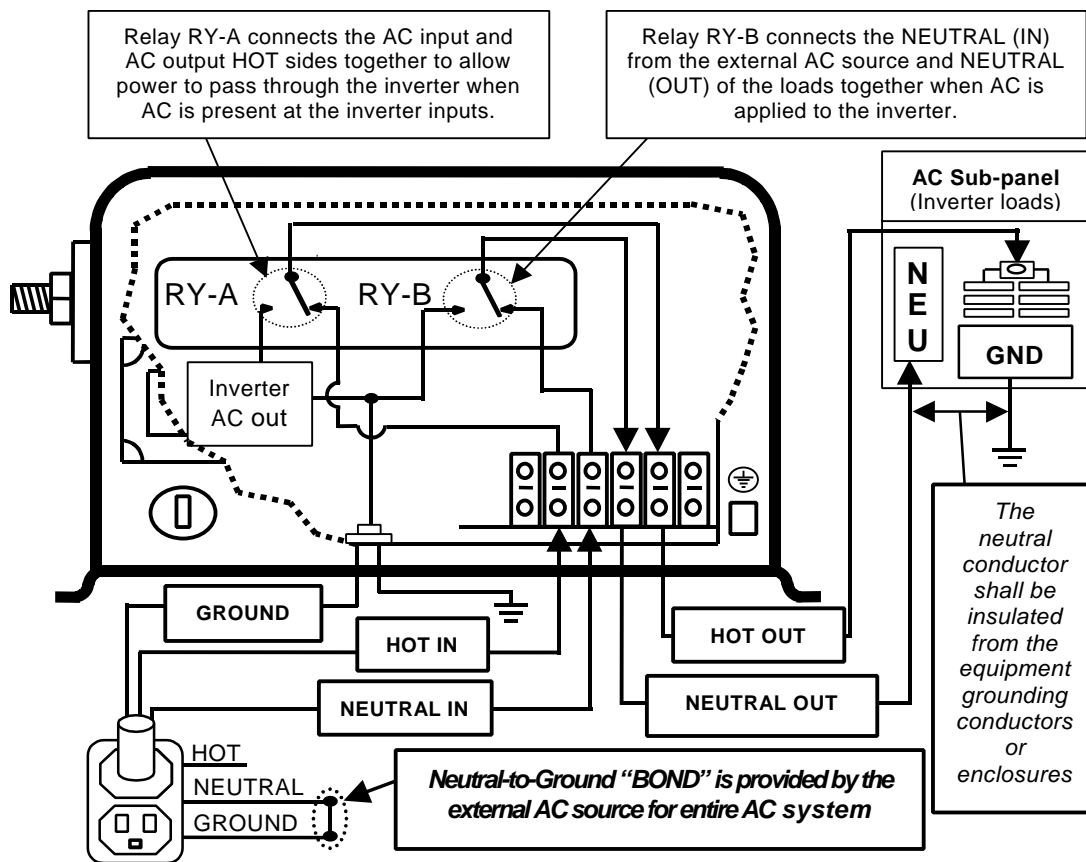 Relay RY-A connects the AC input and
AC output HOT sides together to allow
power to pass through the inverter when
AC is present at the inverter inputs.
Relay RY-B connects the NEUTRAL (IN)
from the external AC source and NEUTRAL
(OUT) of the loads together when AC is
applied to the inverter.
AC Sub-panel
(Inverter loads)
RY-A
RY-B
NEU
GND
Inverter
AC out
The
neutral
conductor
shall be
insulated
from the
equipment
grounding
conductors
or
enclosures
GROUND
HOT IN
NEUTRAL IN
HOT OUT
NEUTRAL OUT
HOT
NEUTRAL
GROUND
Neutral-to-Ground “BOND” is provided by the
external AC source for entire AC system